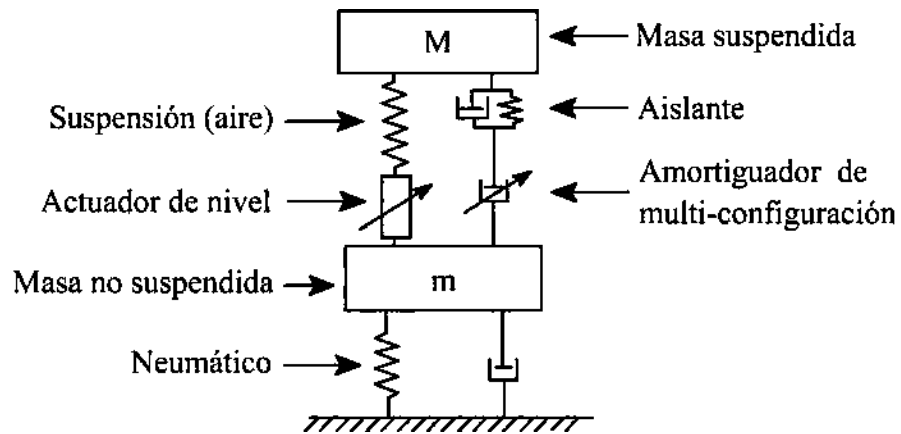 M
Masa suspendida
Suspensión (aire)
Aislante
Actuador de nivel
Amortiguador de
multi-configuración
Masa no suspendida
m
Neumático